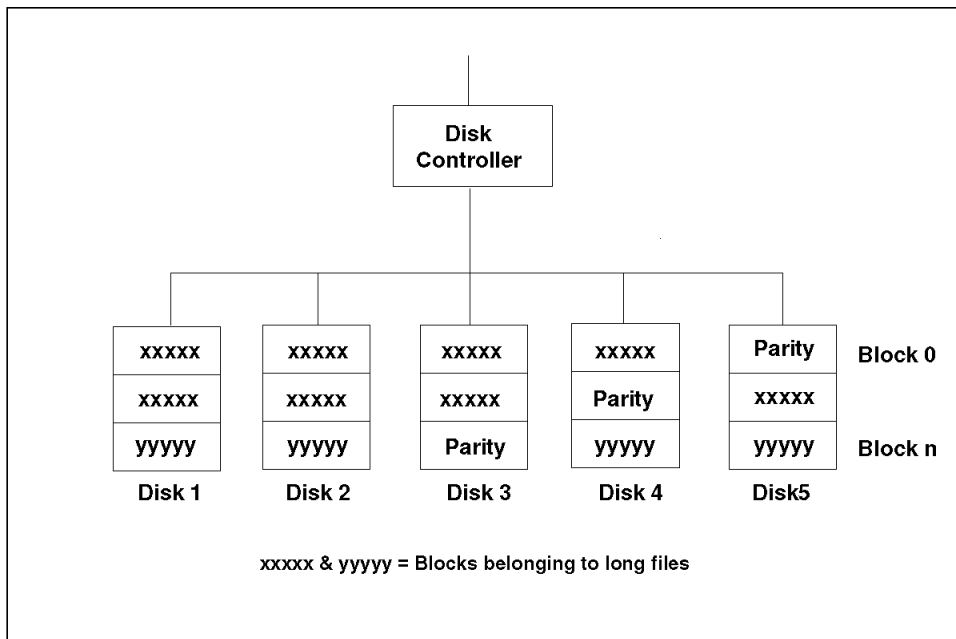 Disk
Controller
xxxxx xxxxx xxxxx xxxxx Parity Block 0
xxxxx xxxxx xxxxx Parity xxxxx
yyyyy yyyyy Parity yyyyy yyyyy Block n
Disk 1 Disk 2 Disk 3 Disk 4 Disk5
xxxxx & yyyyy = Blocks belonging to long files